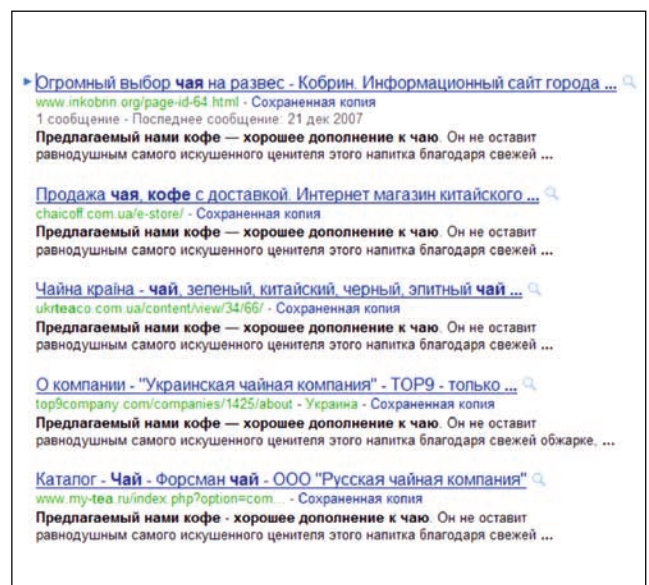 Огромный выбор чая на развес - Кобрин. Информационный сайт города ...
www.inkobrin.org/page-id-64.html - Сохраненная копия
1 сообщение - Последнее сообщение: 21 дек 2007
Предлагаемый нами кофе — хорошее дополнение к чаю. Он не оставит
равнодушным самого искушенного ценителя этого напитка благодаря свежей ...
Продажа чая, кофе с доставкой. Интернет магазин китайского ...
chaicoff.com.ua/e-store/ - Сохраненная копия
Предлагаемый нами кофе — хорошее дополнение к чаю. Он не оставит
равнодушным самого искушенного ценителя этого напитка благодаря свежей ...
Чайна країна - чай, зеленый, китайский, черный, элитный чай ...
ukrteaco.com.ua/content/view/34/66/ - Сохраненная копия
Предлагаемый нами кофе — хорошее дополнение к чаю. Он не оставит
равнодушным самого искушенного ценителя этого напитка благодаря свежей ...
О компании - "Украинская чайная компания" - TOP9 - только ...
top9company.com/companies/1425/about - Украина - Сохраненная копия
Предлагаемый нами кофе — хорошее дополнение к чаю. Он не оставит
равнодушным самого искушенного ценителя этого напитка благодаря свежей обжарке, ...
Каталог - Чай - Форсман чай - ООО "Русская чайная компания"
www.my-tea.ru/index.php?option=com... - Сохраненная копия
Предлагаемый нами кофе - хорошее дополнение к чаю. Он не оставит
равнодушным самого искушенного ценителя этого напитка благодаря свежей ...